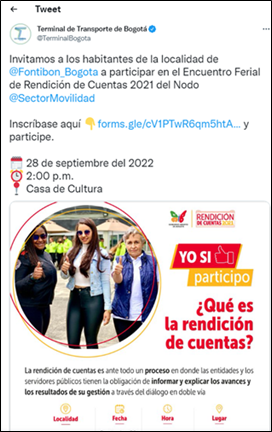 Tweet
Terminal de Transporte de Bogotá
@TerminalBogota
Invitamos a los habitantes de la localidad de
@Fontibon_Bogota a participar en el Encuentro Ferial
de Rendición de Cuentas 2021 del Nodo
@SectorMovilidad
Inscríbase aquí 👇 forms.gle/cV1PTwR6qm5htA... y
participe.
28 de septiembre del 2022
2:00 p.m.
Casa de Cultura
RENDICIÓN
DE CUENTAS 2021
YO SÍ
participo
¿Qué es
la rendición
de cuentas?
La rendición de cuentas es ante todo un proceso en donde las entidades y los
servidores públicos tienen la obligación de informar y explicar los avances y
los resultados de su gestión a través del diálogo en doble vía
Localidad Fecha Hora Lugar